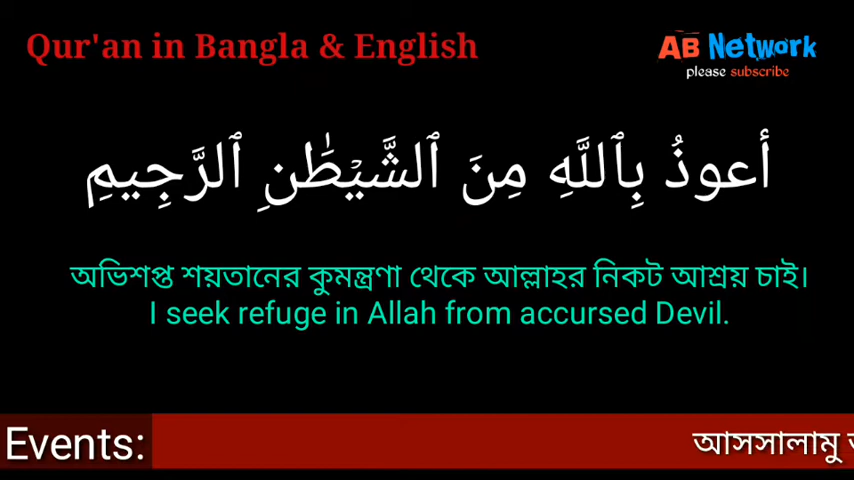 Qur'an in Bangla & English
AB Network
please subscribe
أعوذُ بِٱللَّهِ مِنَ ٱلشَّيۡطَٰنِ ٱلرَّجِيمِ
অভিশপ্ত শয়তানের কুমন্ত্রণা থেকে আল্লাহর নিকট আশ্রয় চাই।
I seek refuge in Allah from accursed Devil.
Events: আসসালামু